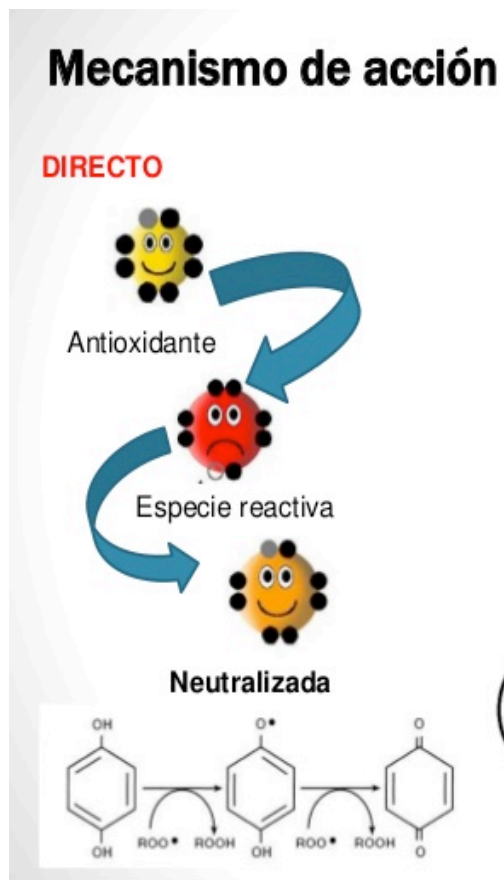 Mecanismo de acción
DIRECTO
Antioxidante
Especie reactiva
Neutralizada
OH O• O
ROO• ROOH ROO• ROOH
OH OH O